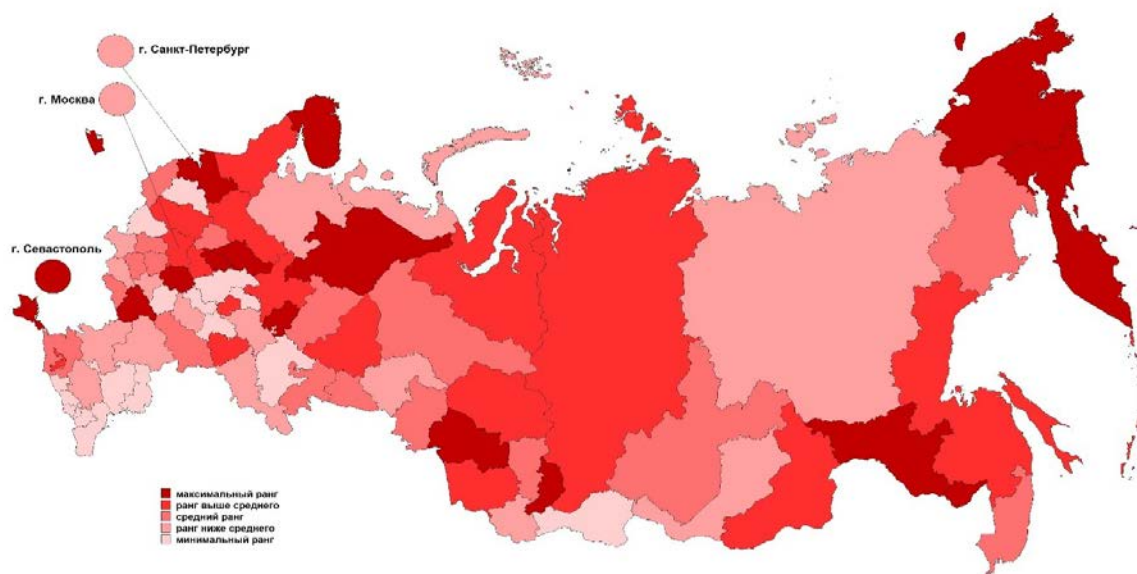 г. Санкт-Петербург
г. Москва
г. Севастополь
максимальный ранг
ранг выше среднего
средний ранг
ранг ниже среднего
минимальный ранг